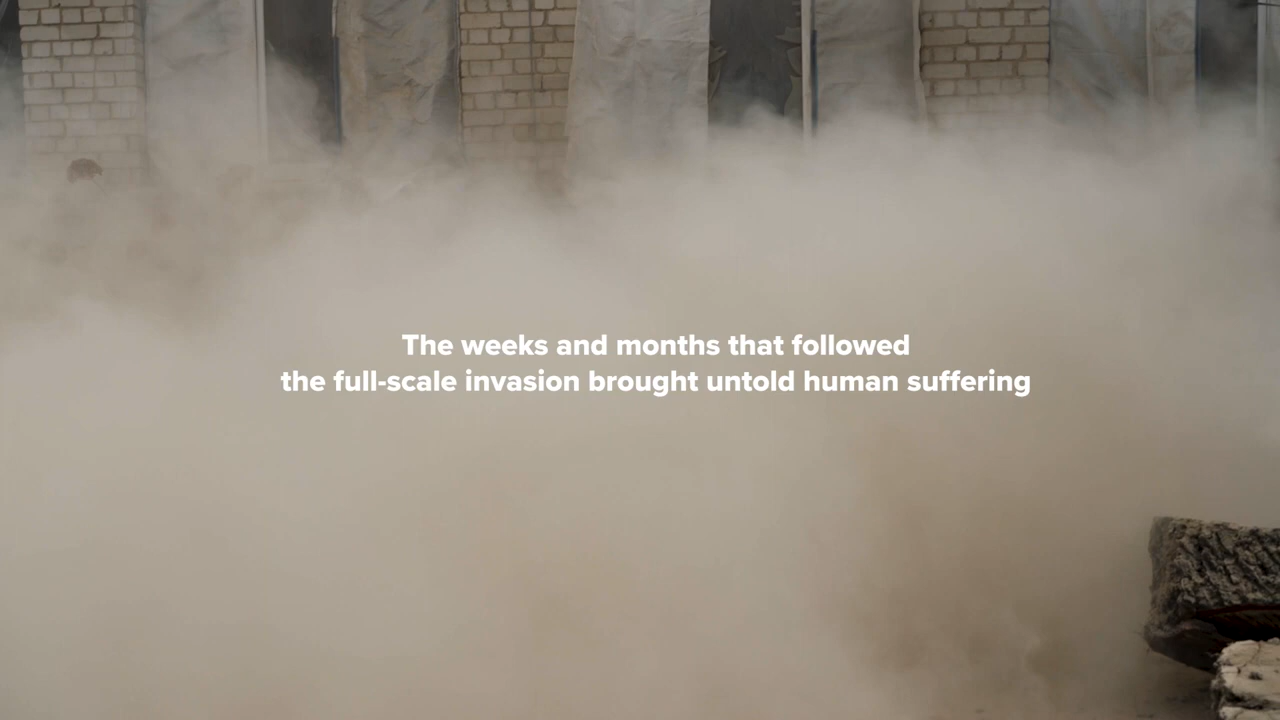 The weeks and months that followed
the full-scale invasion brought untold human suffering